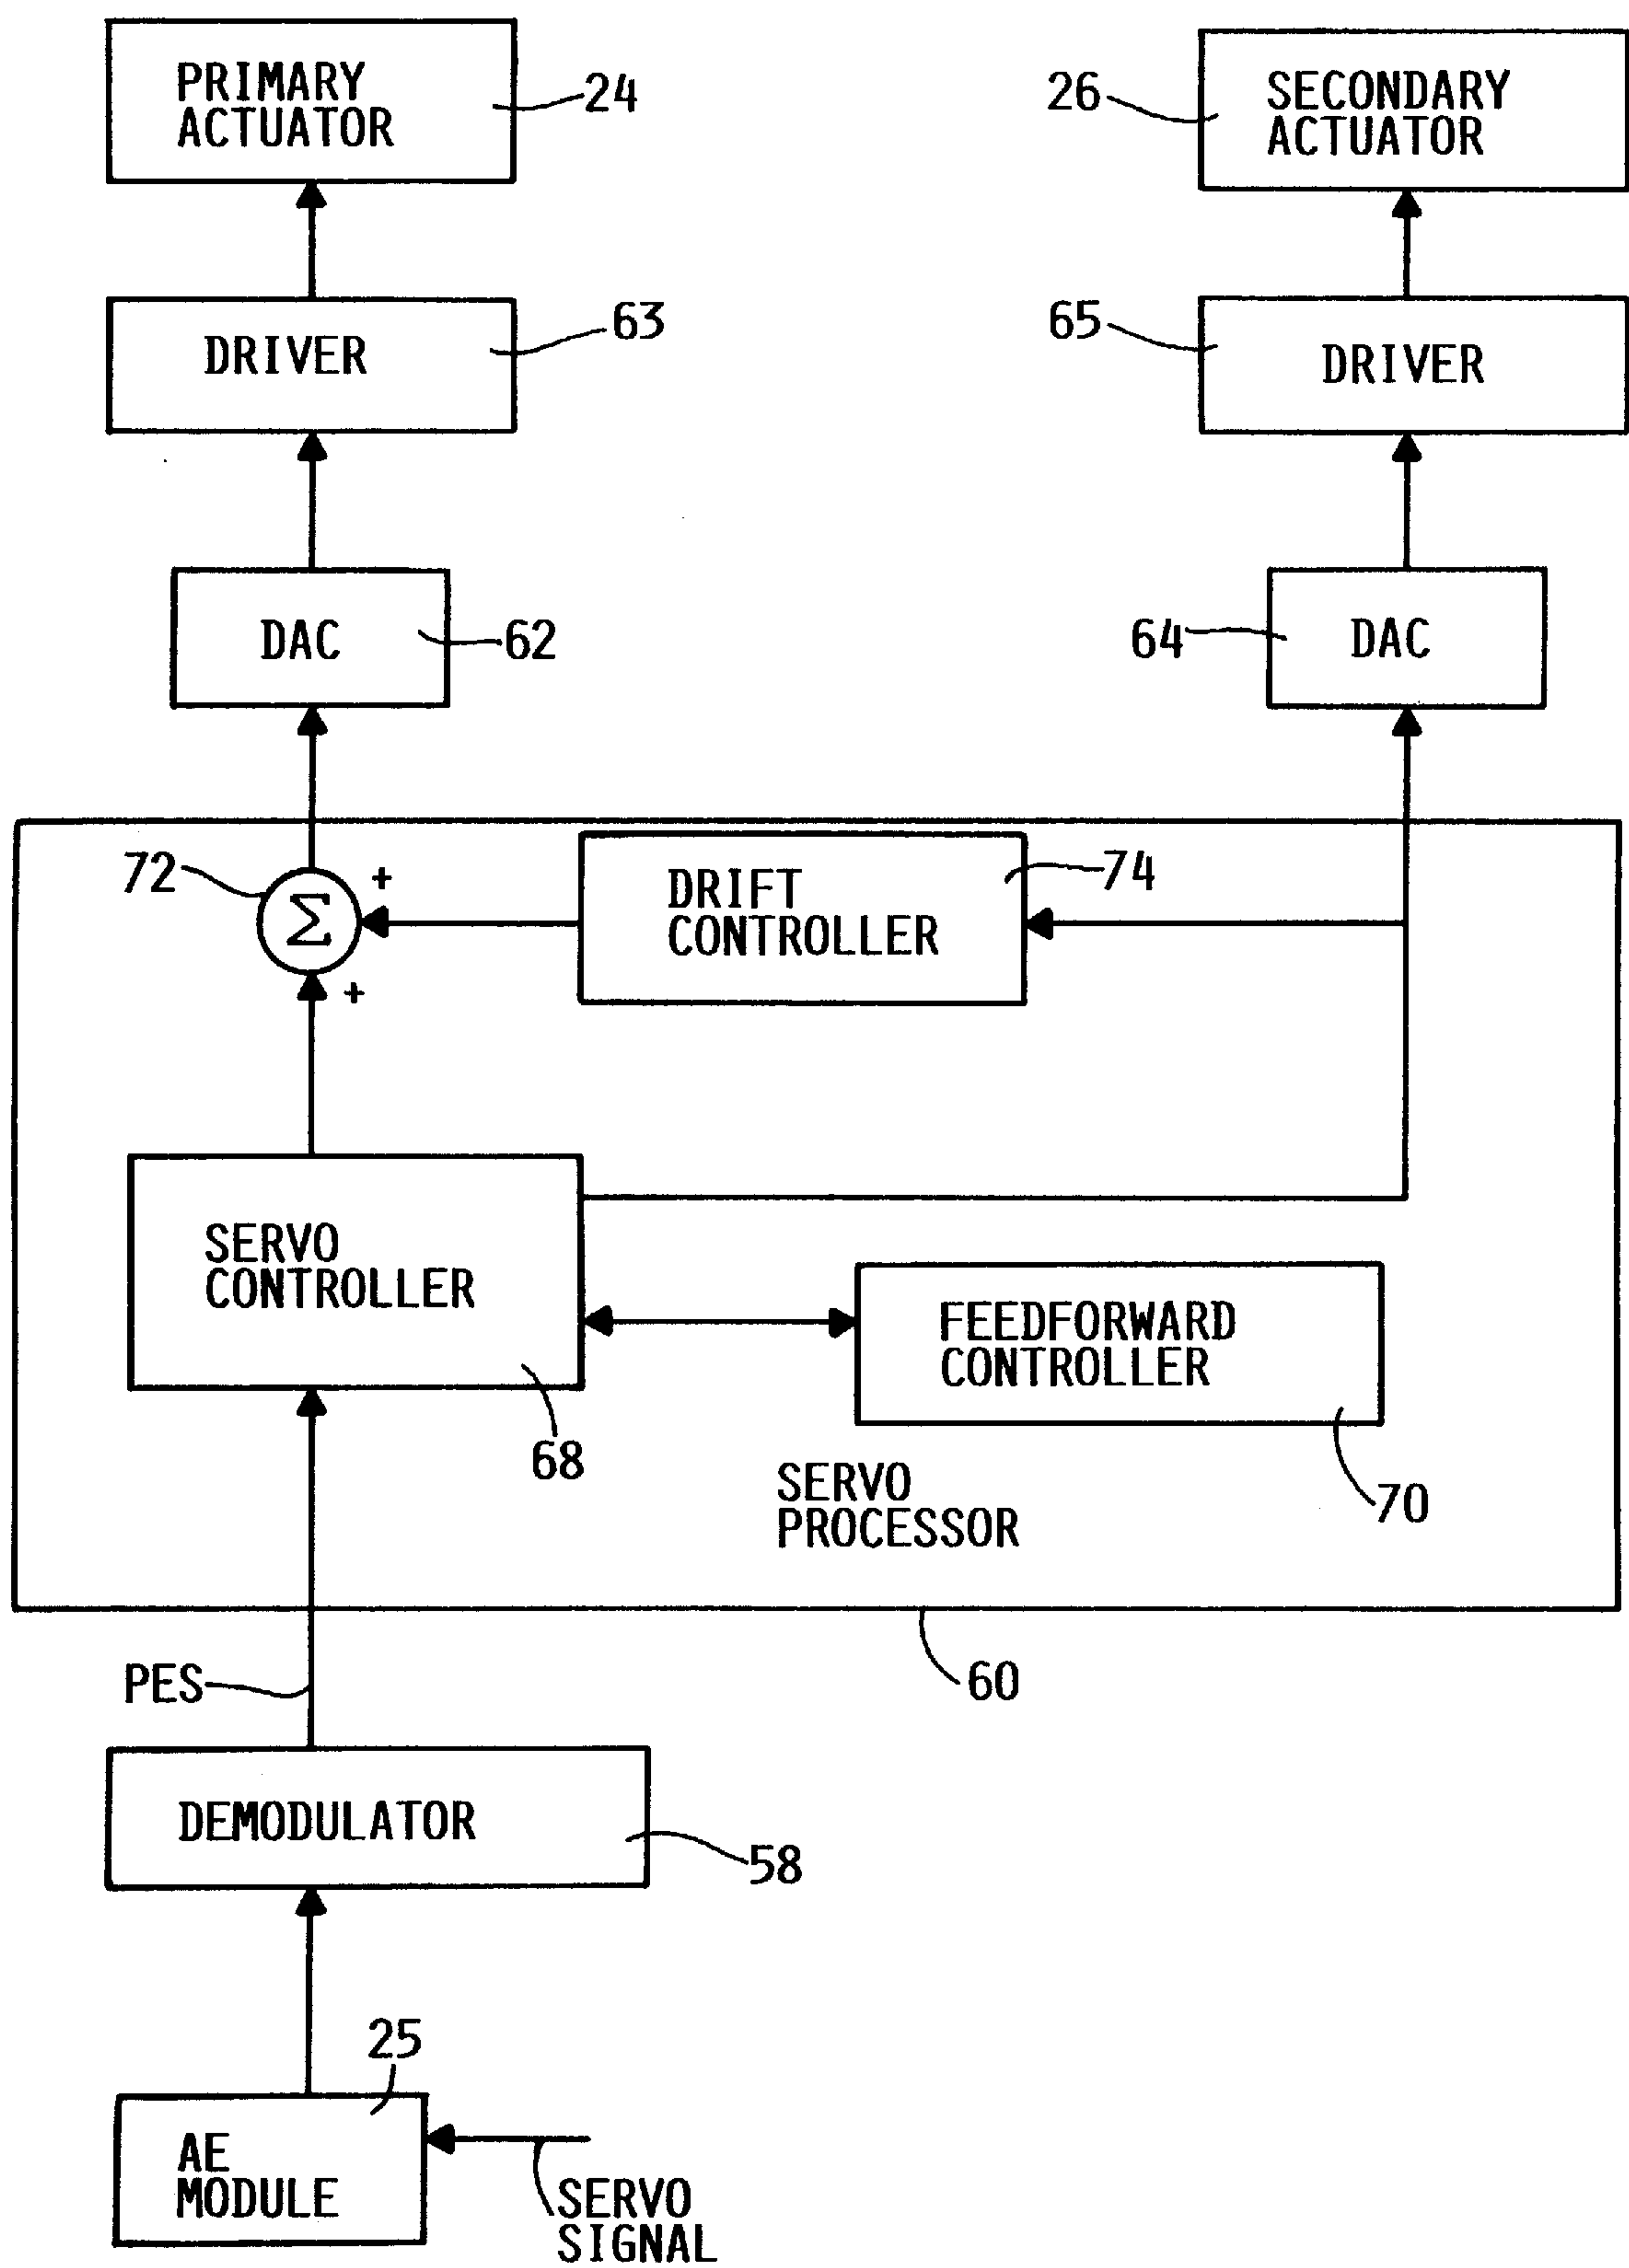 PRIMARY
ACTUATOR
24
26
SECONDARY
ACTUATOR
DRIVER
63
65
DRIVER
DAC
62
64
DAC
72
Σ
+
+
DRIFT
CONTROLLER
74
SERVO
CONTROLLER
68
FEEDFORWARD
CONTROLLER
70
SERVO
PROCESSOR
60
PES
DEMODULATOR
58
25
AE
MODULE
SERVO
SIGNAL